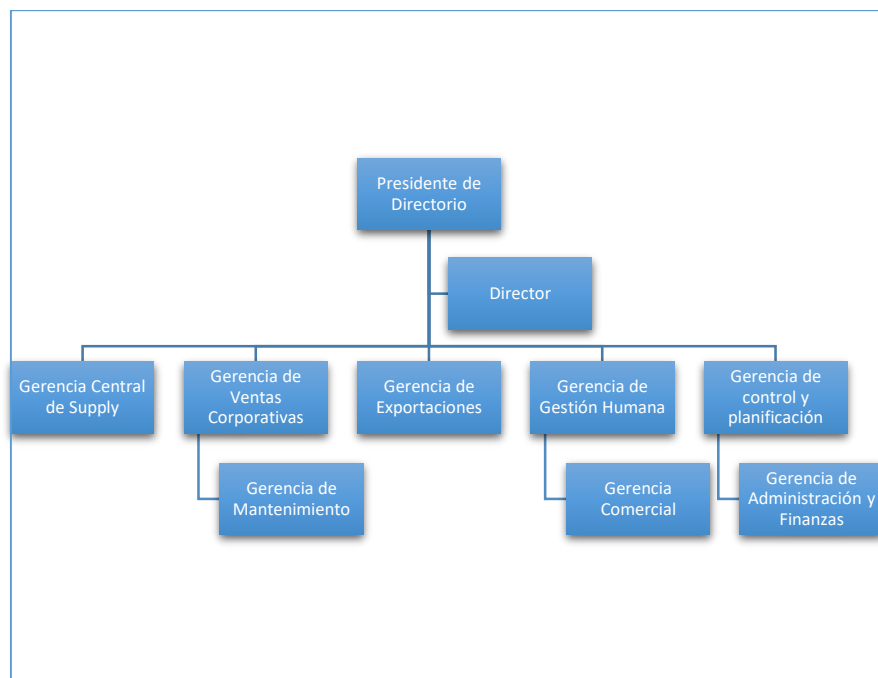 Presidente de
Directorio
Director
Gerencia Central
de Supply
Gerencia de
Ventas
Corporativas
Gerencia de
Exportaciones
Gerencia de
Gestión Humana
Gerencia de
control y
planificación
Gerencia de
Mantenimiento
Gerencia
Comercial
Gerencia de
Administración y
Finanzas